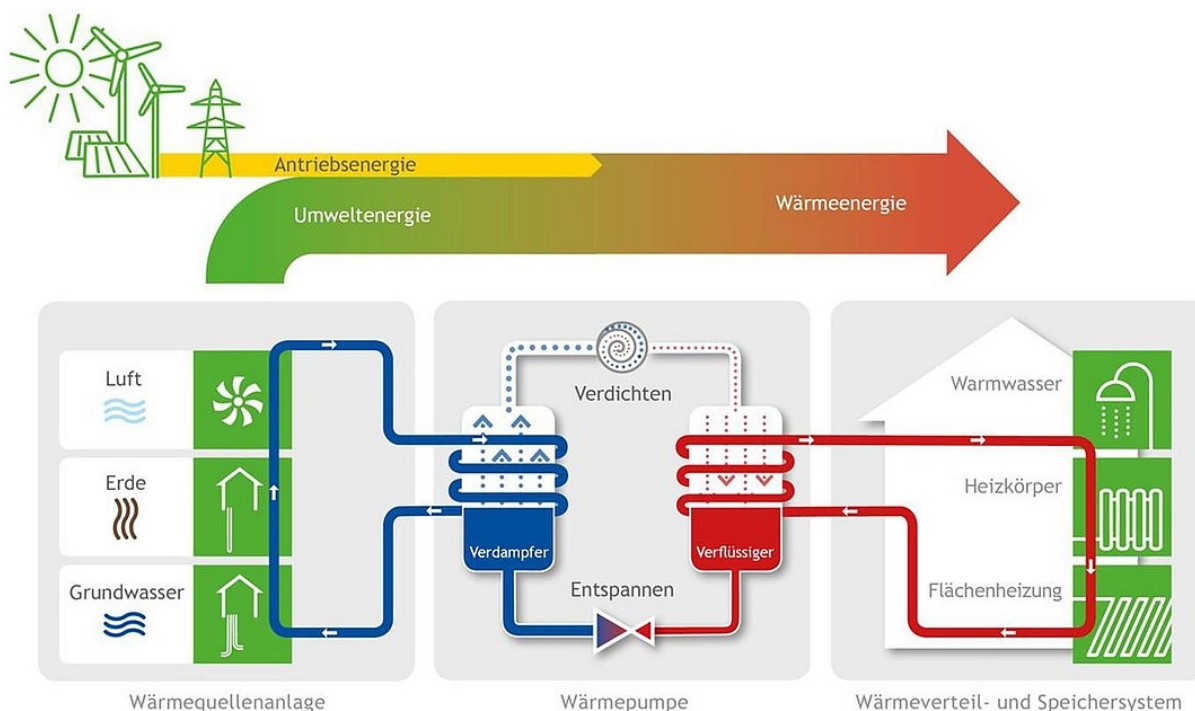 Antriebsenergie
Umweltenergie
Wärmeenergie
Luft
Erde
Grundwasser
Verdichten
Verdampfer
Verflüssiger
Entspannen
Warmwasser
Heizkörper
Flächenheizung
Wärmequellenanlage
Wärmepumpe
Wärmeverteil- und Speichersystem